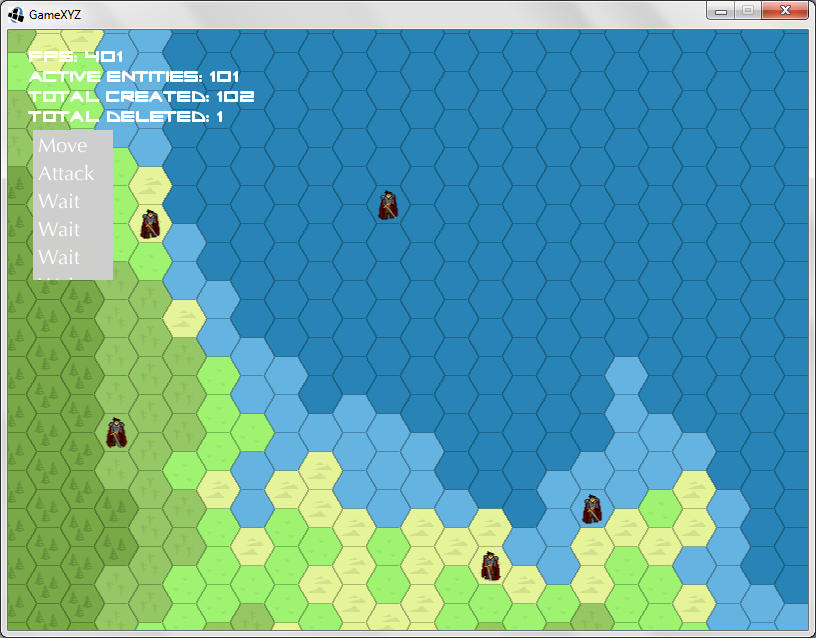 GameXYZ
FPS: 401
ACTIVE ENTITIES: 101
TOTAL CREATED: 102
TOTAL DELETED: 1
Move
Attack
Wait
Wait
Wait